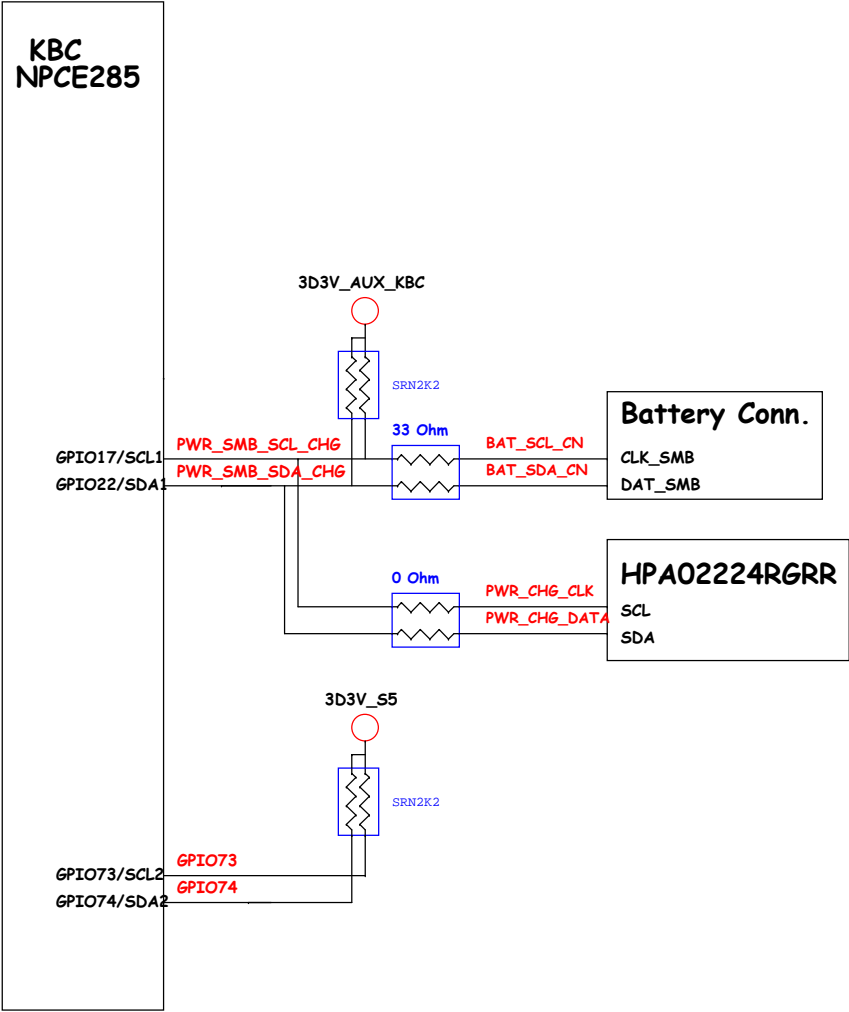 KBC
NPCE285
3D3V_AUX_KBC
SRN2K2
33 Ohm
Battery Conn.
GPIO17/SCL1
PWR_SMB_SCL_CHG
BAT_SCL_CN
CLK_SMB
GPIO22/SDA1
PWR_SMB_SDA_CHG
BAT_SDA_CN
DAT_SMB
0 Ohm
HPA02224RGRR
PWR_CHG_CLK
SCL
PWR_CHG_DATA
SDA
3D3V_S5
SRN2K2
GPIO73/SCL2
GPIO73
GPIO74/SDA2
GPIO74